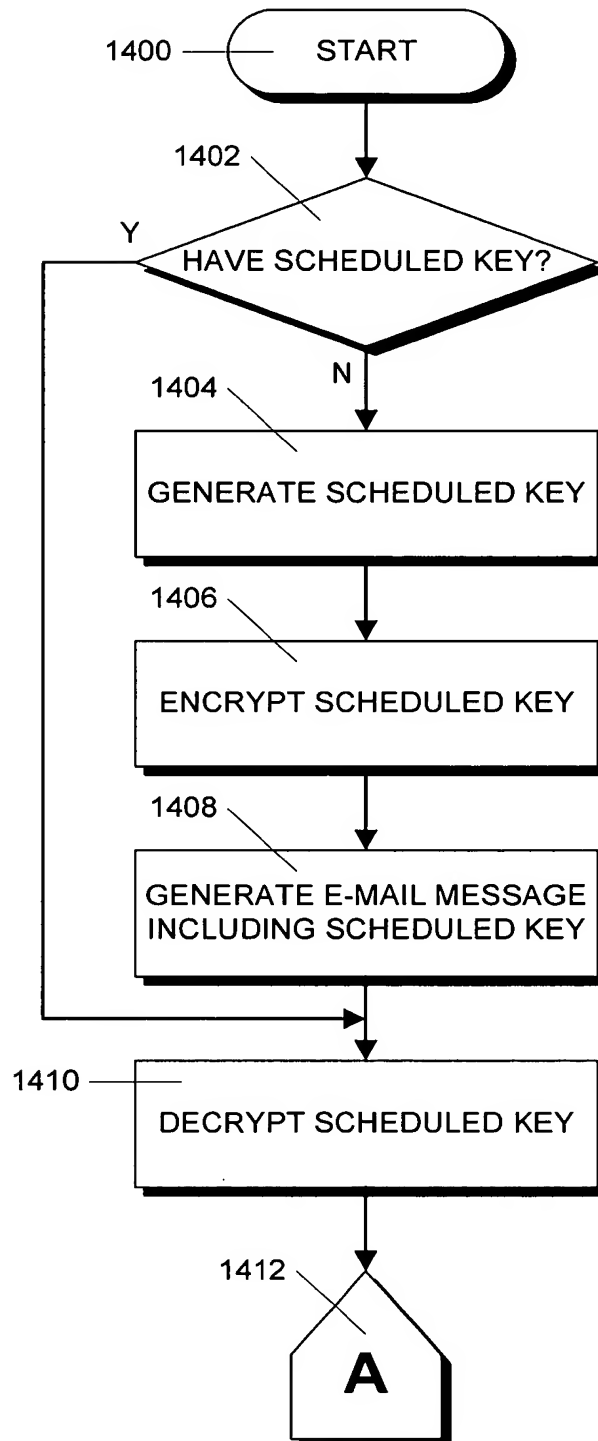 1400
START
1402
Y
HAVE SCHEDULED KEY?
N
1404
GENERATE SCHEDULED KEY
1406
ENCRYPT SCHEDULED KEY
1408
GENERATE E-MAIL MESSAGE
INCLUDING SCHEDULED KEY
1410
DECRYPT SCHEDULED KEY
1412
A